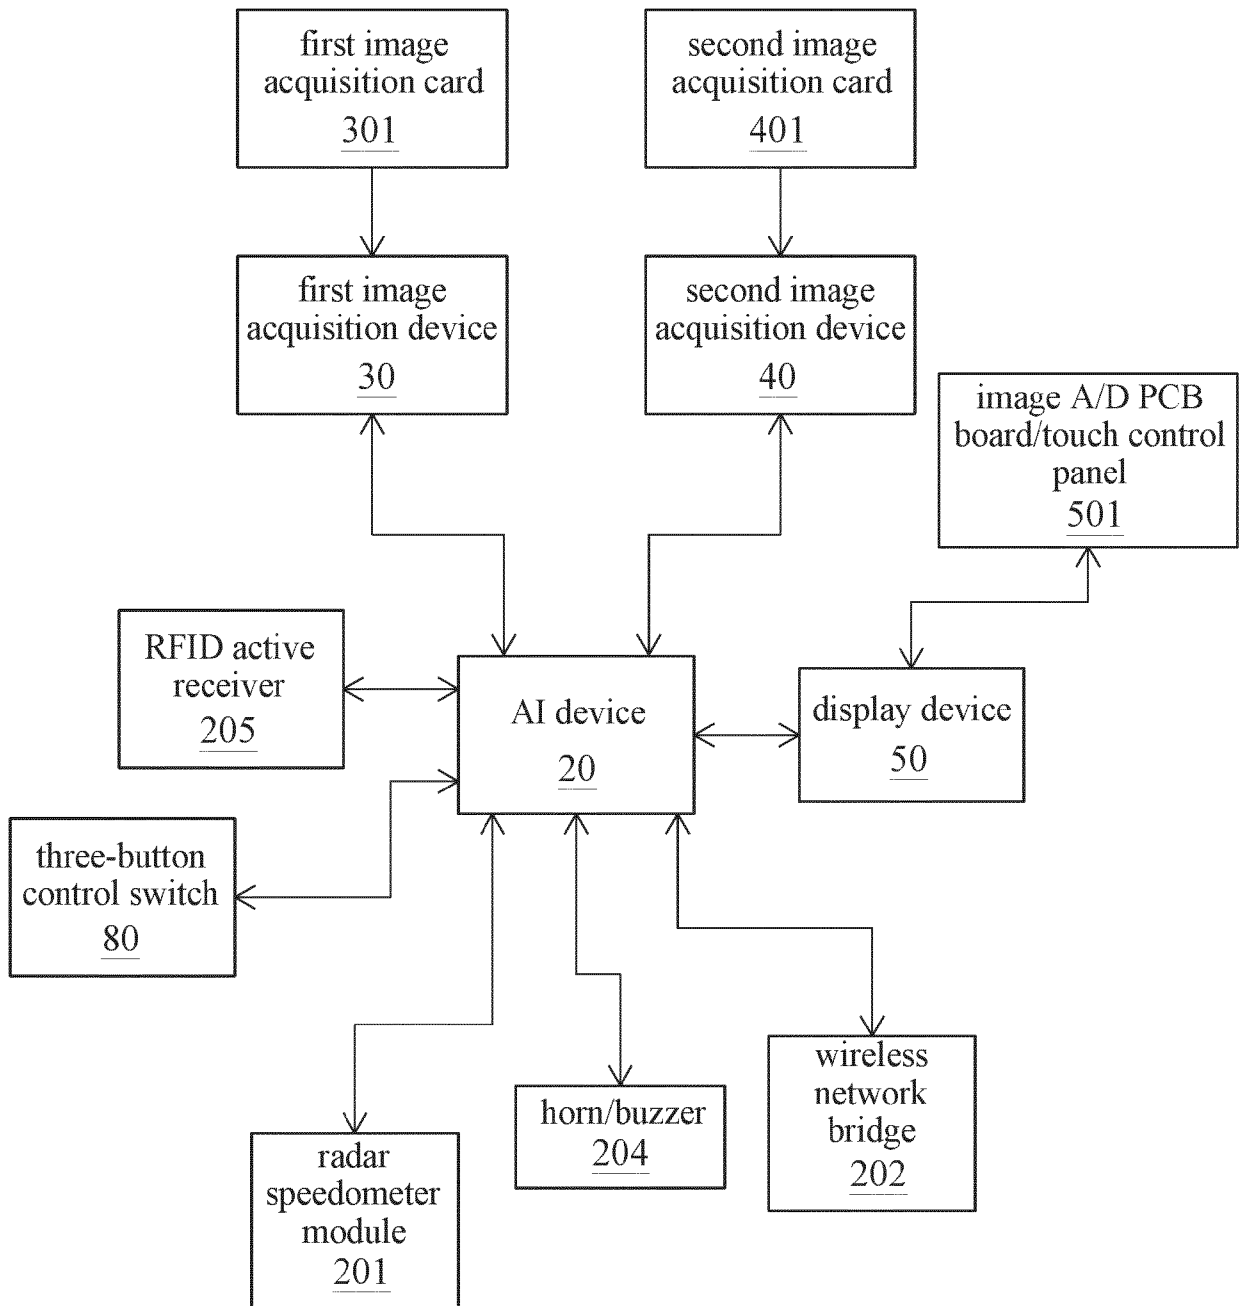 first image
acquisition card
301
second image
acquisition card
401
first image
acquisition device
30
second image
acquisition device
40
image A/D PCB
board/touch control
panel
501
RFID active
receiver
205
AI device
20
display device
50
three-button
control switch
80
radar
speedometer
module
201
horn/buzzer
204
wireless
network
bridge
202